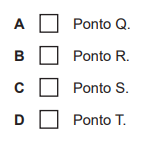 A Ponto Q.
B Ponto R.
C Ponto S.
D Ponto T.